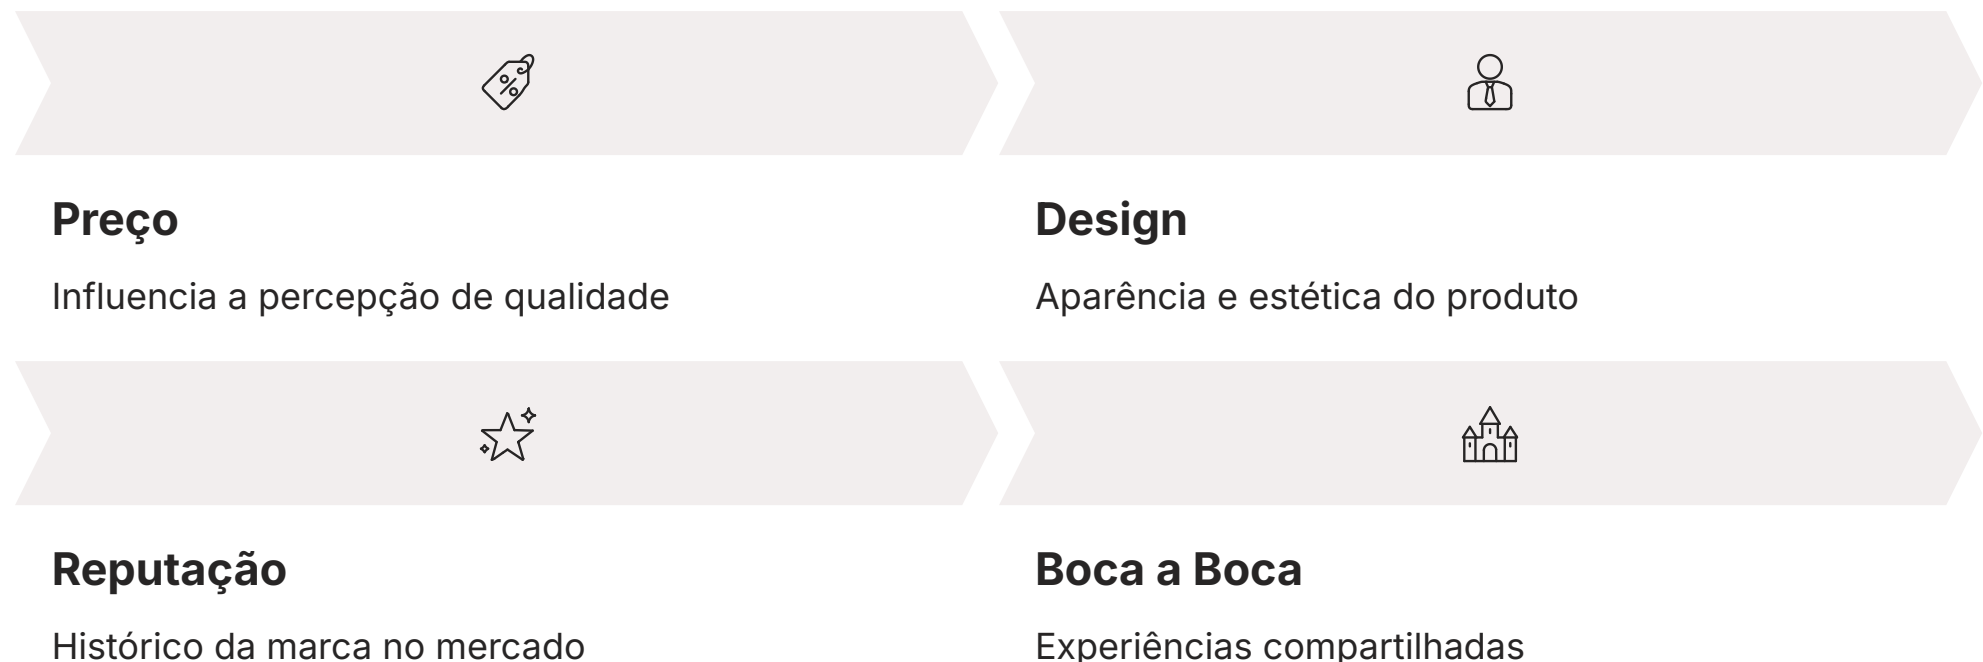 Preço
Influencia a percepção de qualidade
Design
Aparência e estética do produto
Reputação
Histórico da marca no mercado
Boca a Boca
Experiências compartilhadas